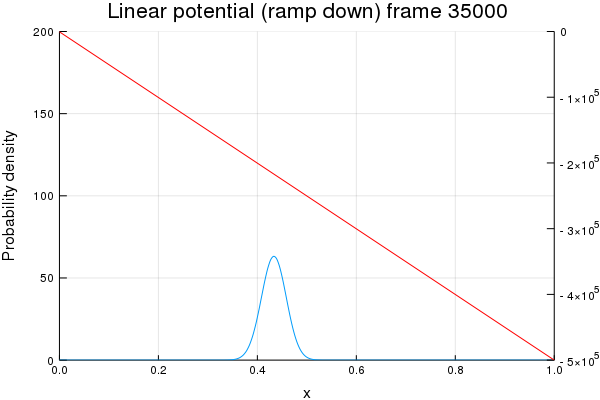 Linear potential (ramp down) frame 35000
200
150
100
50
0
Probability density
0
- 1×10⁵
- 2×10⁵
- 3×10⁵
- 4×10⁵
- 5×10⁵
0.0 0.2 0.4 0.6 0.8 1.0
x